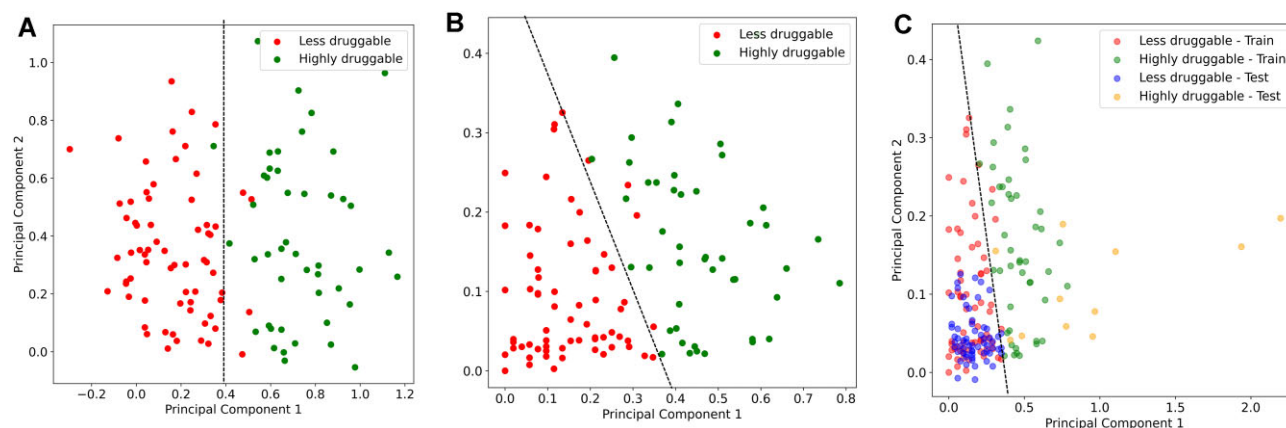 A
Less druggable
Highly druggable
Principal Component 2
1.0
0.8
0.6
0.4
0.2
0.0
−0.2 0.0 0.2 0.4 0.6 0.8 1.0 1.2
Principal Component 1
B
Less druggable
Highly druggable
Principal Component 2
0.4
0.3
0.2
0.1
0.0
0.0 0.1 0.2 0.3 0.4 0.5 0.6 0.7 0.8
Principal Component 1
C
Less druggable - Train
Highly druggable - Train
Less druggable - Test
Highly druggable - Test
Principal Component 2
0.4
0.3
0.2
0.1
0.0
0.0 0.5 1.0 1.5 2.0
Principal Component 1